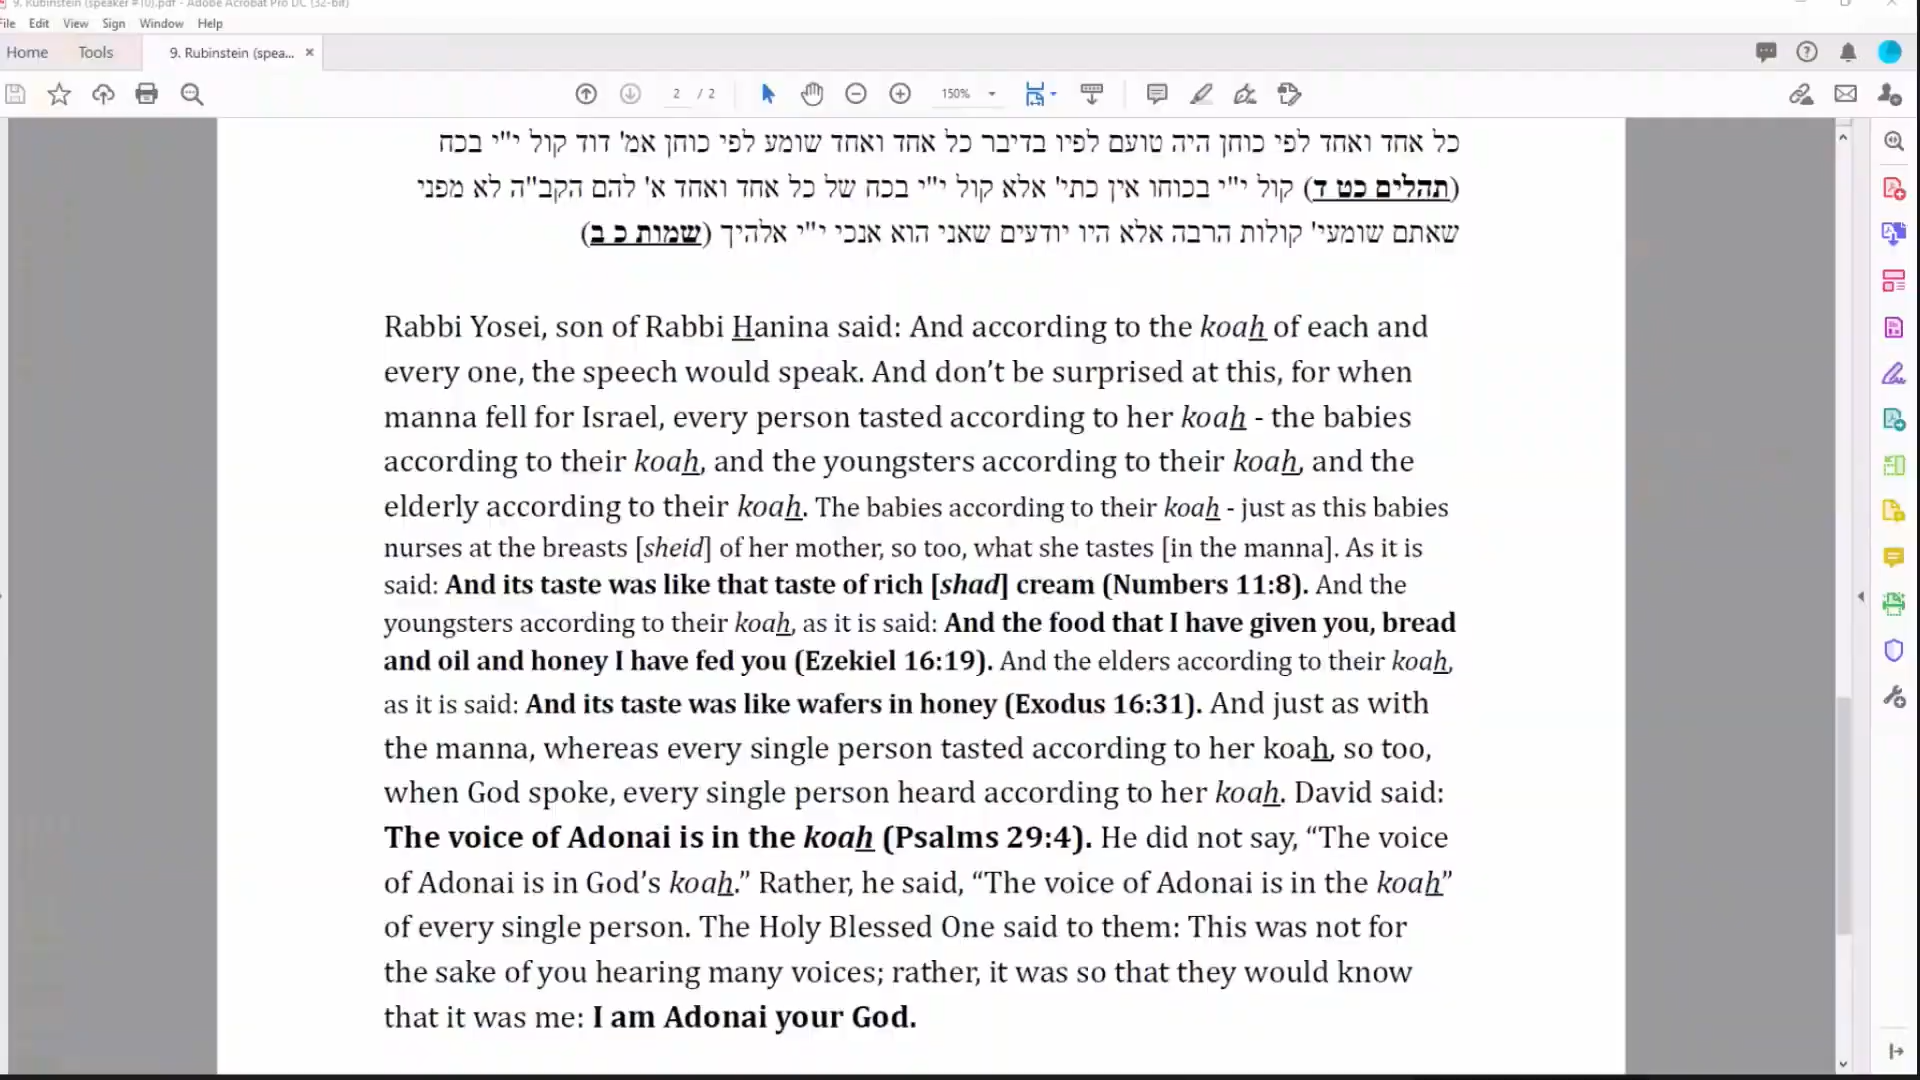 9. Rubinstein (speaker #10).pdf - Adobe Acrobat Pro DC (32-bit)
File Edit View Sign Window Help
Home Tools 9. Rubinstein (spea... ×
2 / 2 150%
כל אחד ואחד לפי כוחן היה טועם לפיו בדיבר כל אחד ואחד שומע לפי כוחן אמ' דוד קול י"י בכח
(תהלים כט ד) קול י"י בכוחו אין כתי' אלא קול י"י בכח של כל אחד ואחד א' להם הקב"ה לא מפני
שאתם שומעי' קולות הרבה אלא היו יודעים שאני הוא אנכי י"י אלהיך (שמות כ ב)
Rabbi Yosei, son of Rabbi Hanina said: And according to the koah of each and
every one, the speech would speak. And don’t be surprised at this, for when
manna fell for Israel, every person tasted according to her koah - the babies
according to their koah, and the youngsters according to their koah, and the
elderly according to their koah. The babies according to their koah - just as this babies
nurses at the breasts [sheid] of her mother, so too, what she tastes [in the manna]. As it is
said: And its taste was like that taste of rich [shad] cream (Numbers 11:8). And the
youngsters according to their koah, as it is said: And the food that I have given you, bread
and oil and honey I have fed you (Ezekiel 16:19). And the elders according to their koah,
as it is said: And its taste was like wafers in honey (Exodus 16:31). And just as with
the manna, whereas every single person tasted according to her koah, so too,
when God spoke, every single person heard according to her koah. David said:
The voice of Adonai is in the koah (Psalms 29:4). He did not say, “The voice
of Adonai is in God’s koah.” Rather, he said, “The voice of Adonai is in the koah”
of every single person. The Holy Blessed One said to them: This was not for
the sake of you hearing many voices; rather, it was so that they would know
that it was me: I am Adonai your God.